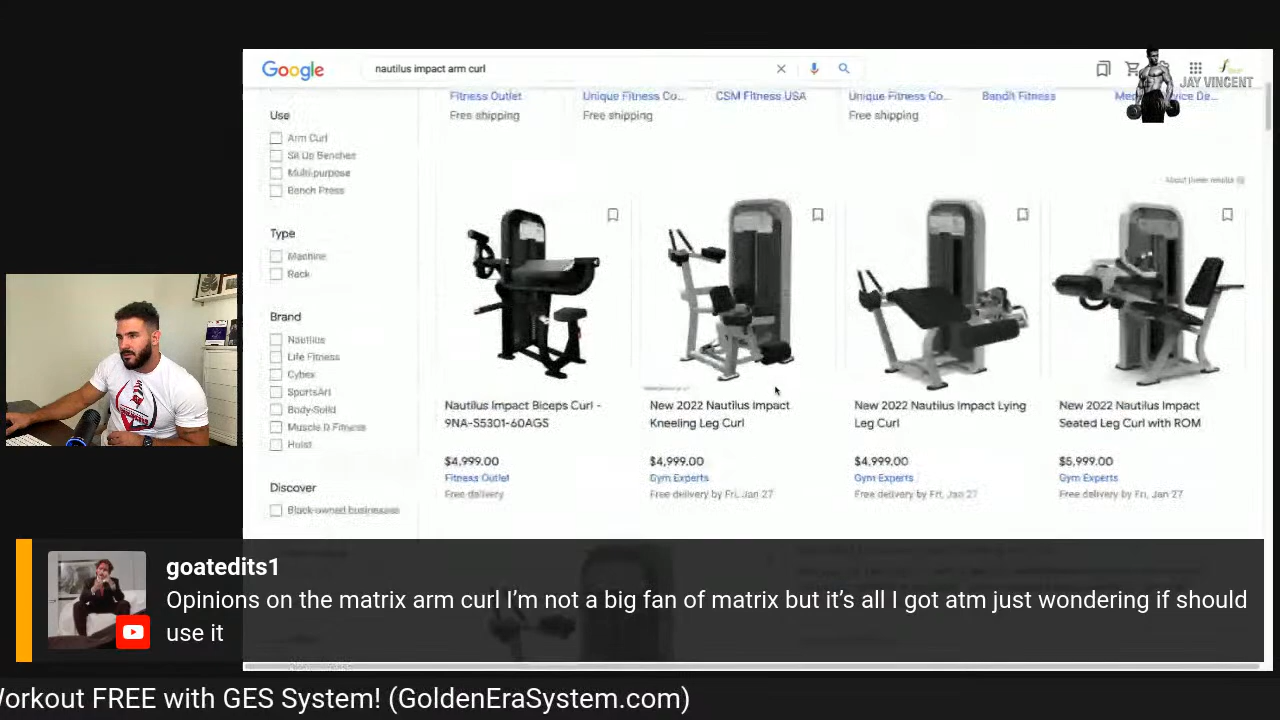 Google
nautilus impact arm curl
JAY VINCENT
Fitness Outlet
Unique Fitness Co...
CSM Fitness USA
Unique Fitness Co...
Bandit Fitness
Free shipping
Free shipping
Free shipping
About these results
Use
Arm Curl
Sit Up Benches
Multi-purpose
Bench Press
Type
Machine
Rack
Brand
Nautilus
Life Fitness
Cybex
SportsArt
Body-Solid
Muscle D Fitness
Hoist
Discover
Black-owned businesses
Nautilus Impact Biceps Curl -
9NA-S5301-60AGS
$4,999.00
Fitness Outlet
Free delivery
New 2022 Nautilus Impact
Kneeling Leg Curl
$4,999.00
Gym Experts
Free delivery by Fri, Jan 27
New 2022 Nautilus Impact Lying
Leg Curl
$4,999.00
Gym Experts
Free delivery by Fri, Jan 27
New 2022 Nautilus Impact
Seated Leg Curl with ROM
$5,999.00
Gym Experts
Free delivery by Fri, Jan 27
goatedits1
Opinions on the matrix arm curl I’m not a big fan of matrix but it’s all I got atm just wondering if should
use it
Workout FREE with GES System! (GoldenEraSystem.com)